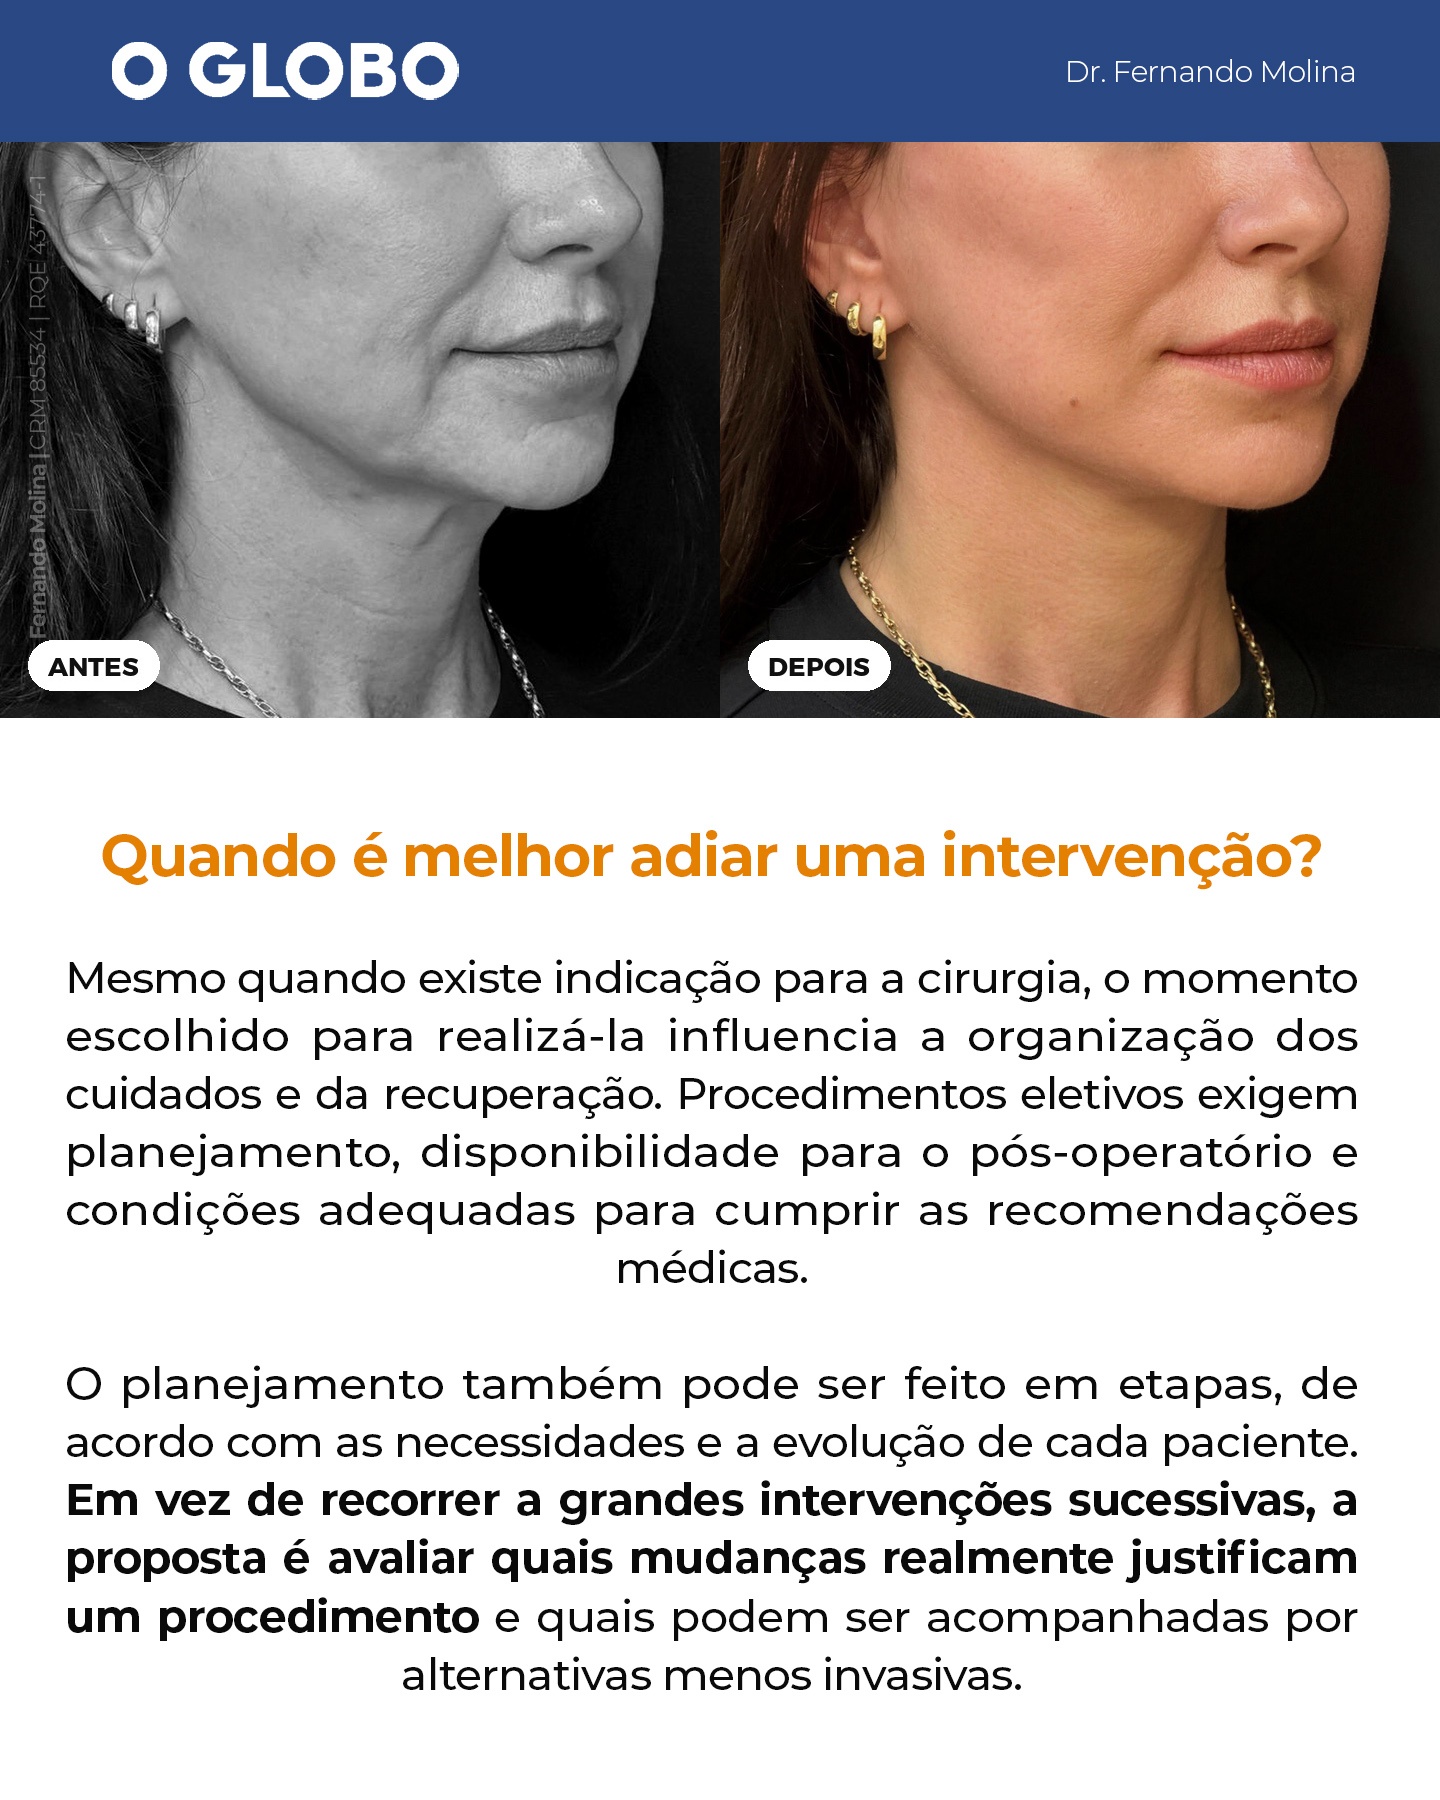 O GLOBO
Dr. Fernando Molina
Fernando Molina | CRM 85534 | RQE 43774-1
ANTES
DEPOIS
Quando é melhor adiar uma intervenção?
Mesmo quando existe indicação para a cirurgia, o momento
escolhido para realizá-la influencia a organização dos
cuidados e da recuperação. Procedimentos eletivos exigem
planejamento, disponibilidade para o pós-operatório e
condições adequadas para cumprir as recomendações
médicas.
O planejamento também pode ser feito em etapas, de
acordo com as necessidades e a evolução de cada paciente.
Em vez de recorrer a grandes intervenções sucessivas, a
proposta é avaliar quais mudanças realmente justificam
um procedimento e quais podem ser acompanhadas por
alternativas menos invasivas.